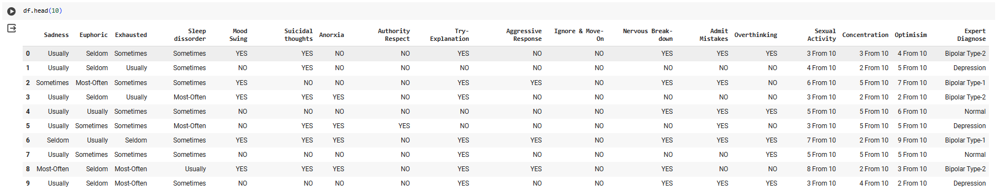 df.head(10)
Sadness Euphoric Exhausted Sleep dissorder Mood Swing Suicidal thoughts Anorxia Authority Respect Try-Explanation Aggressive Response Ignore & Move-On Nervous Break-down Admit Mistakes Overthinking Sexual Activity Concentration Optimisim Expert Diagnose
0 Usually Seldom Sometimes Sometimes YES YES NO NO YES NO NO YES YES YES 3 From 10 3 From 10 4 From 10 Bipolar Type-2
1 Usually Seldom Usually Sometimes NO YES NO NO NO NO NO NO NO NO 4 From 10 2 From 10 5 From 10 Depression
2 Sometimes Most-Often Sometimes Sometimes YES NO NO NO YES YES NO YES YES NO 6 From 10 5 From 10 7 From 10 Bipolar Type-1
3 Usually Seldom Usually Most-Often YES YES YES NO YES NO NO NO NO NO 3 From 10 2 From 10 2 From 10 Bipolar Type-2
4 Usually Usually Sometimes Sometimes NO NO NO NO NO NO NO YES YES YES 5 From 10 5 From 10 6 From 10 Normal
5 Usually Sometimes Sometimes Most-Often NO YES YES YES NO NO NO NO YES NO 3 From 10 5 From 10 5 From 10 Depression
6 Seldom Usually Seldom Sometimes YES YES YES NO YES YES NO YES YES YES 7 From 10 2 From 10 9 From 10 Bipolar Type-1
7 Usually Sometimes Sometimes Sometimes NO NO NO NO YES NO NO NO NO YES 5 From 10 5 From 10 5 From 10 Normal
8 Most-Often Seldom Most-Often Usually YES YES YES NO YES YES NO YES NO NO 8 From 10 2 From 10 3 From 10 Bipolar Type-2
9 Usually Seldom Most-Often Sometimes NO NO NO NO YES NO NO YES YES YES 3 From 10 4 From 10 2 From 10 Depression